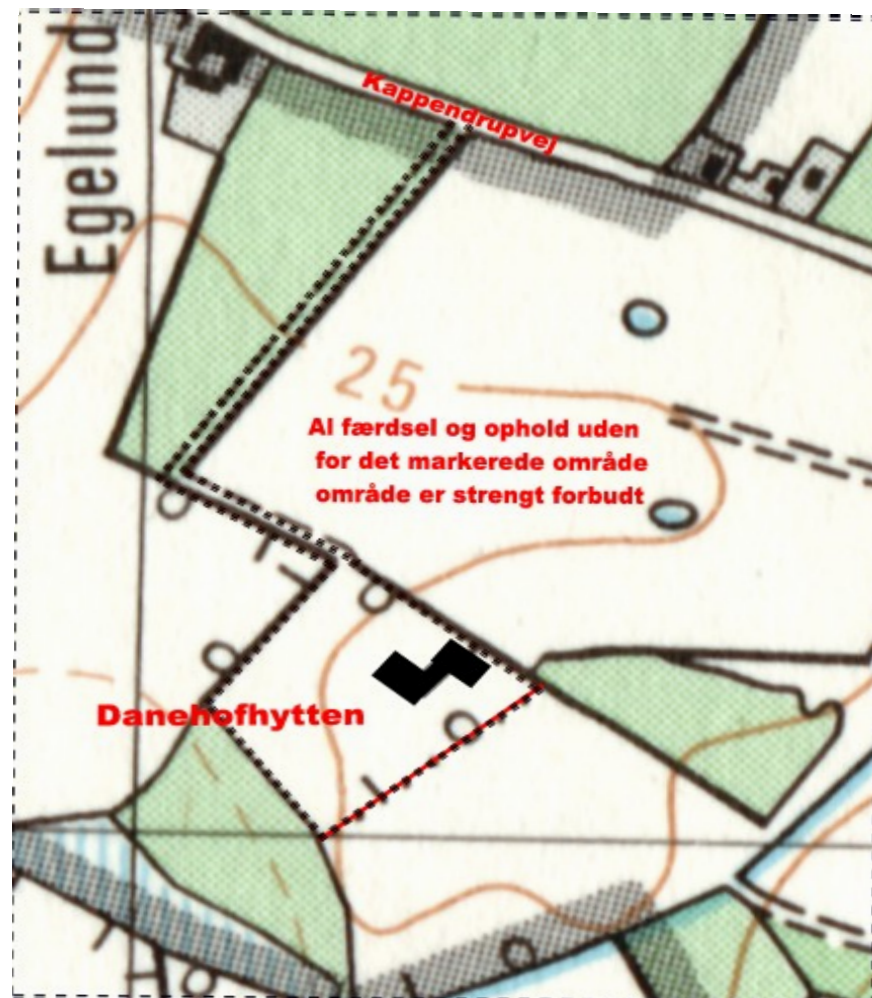 Egelund
Kappendrupvej
25
Al færdsel og ophold uden
for det markerede område
område er strengt forbudt
Danehofhytten